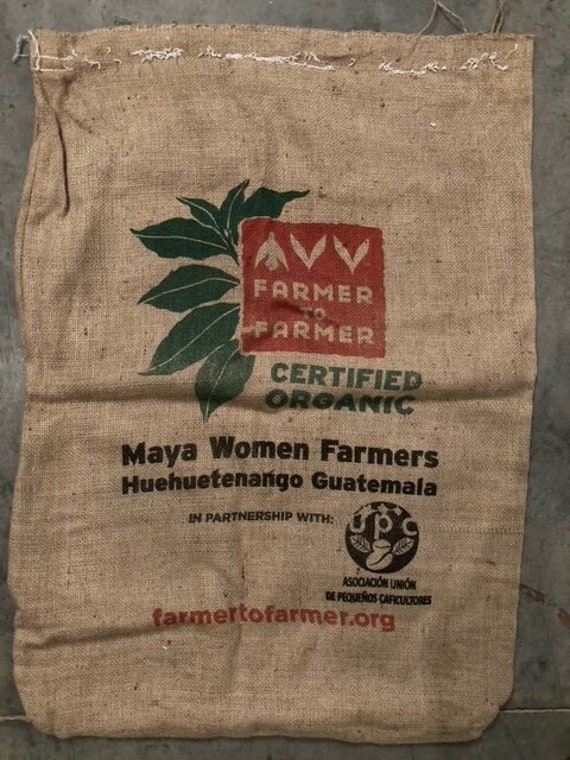 FARMER
TO
FARMER
CERTIFIED
ORGANIC
Maya Women Farmers
Huehuetenango Guatemala
IN PARTNERSHIP WITH:
upc
ASOCIACIÓN UNIÓN
DE PEQUEÑOS CAFICULTORES
farmertofarmer.org